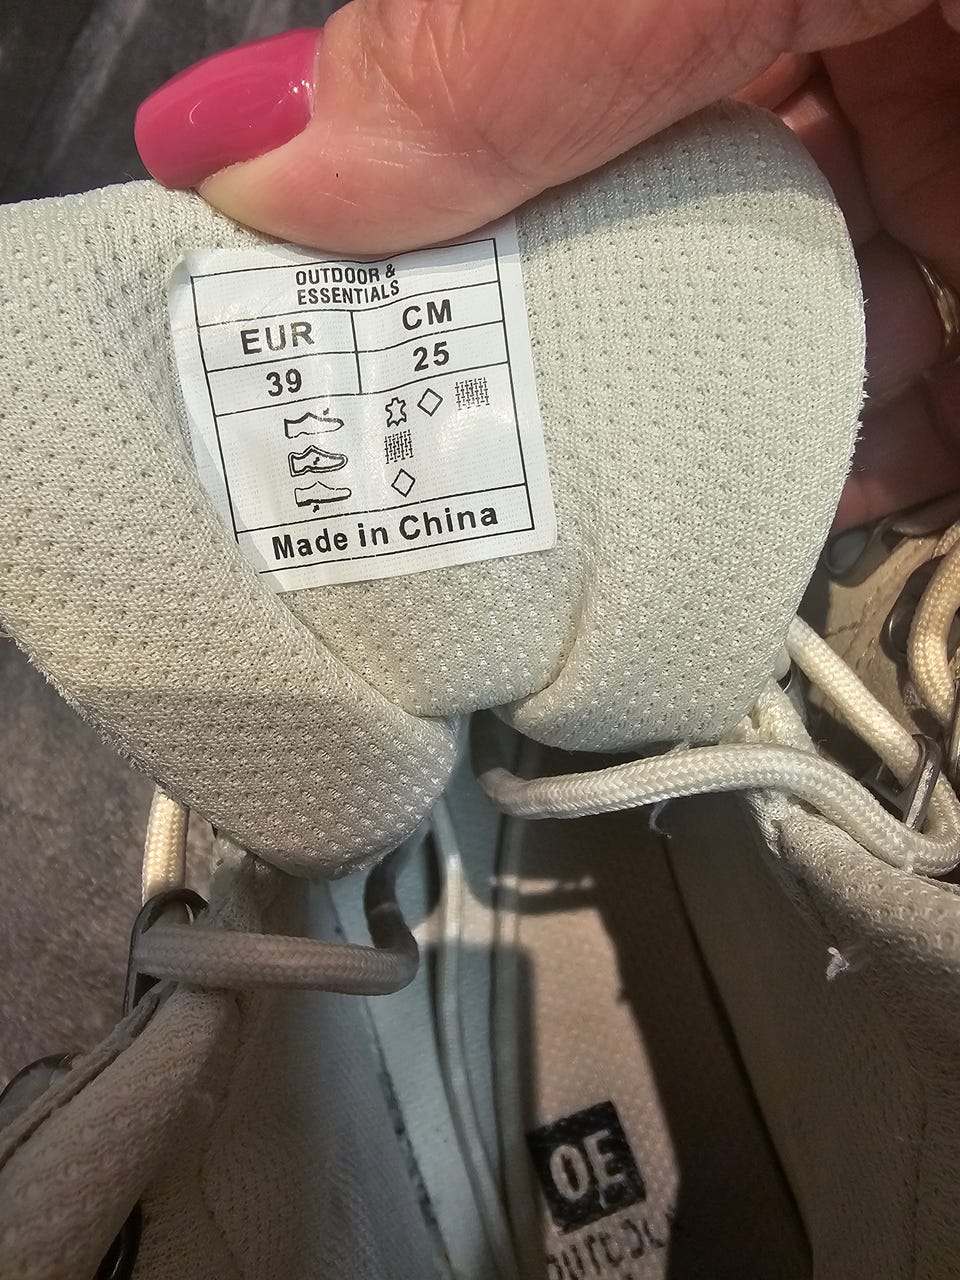 OUTDOOR &
ESSENTIALS
EUR CM
39 25
Made in China
OE